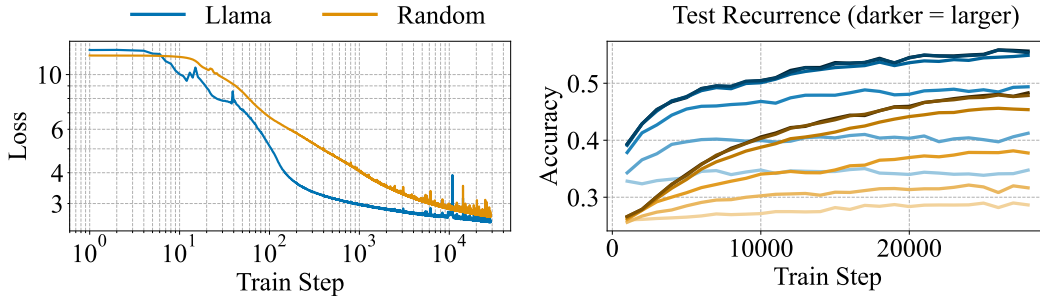 Llama
Random
Loss
10
6
4
3
10^0
10^1
10^2
10^3
10^4
Train Step
Test Recurrence (darker = larger)
Accuracy
0.5
0.4
0.3
0
10000
20000
Train Step